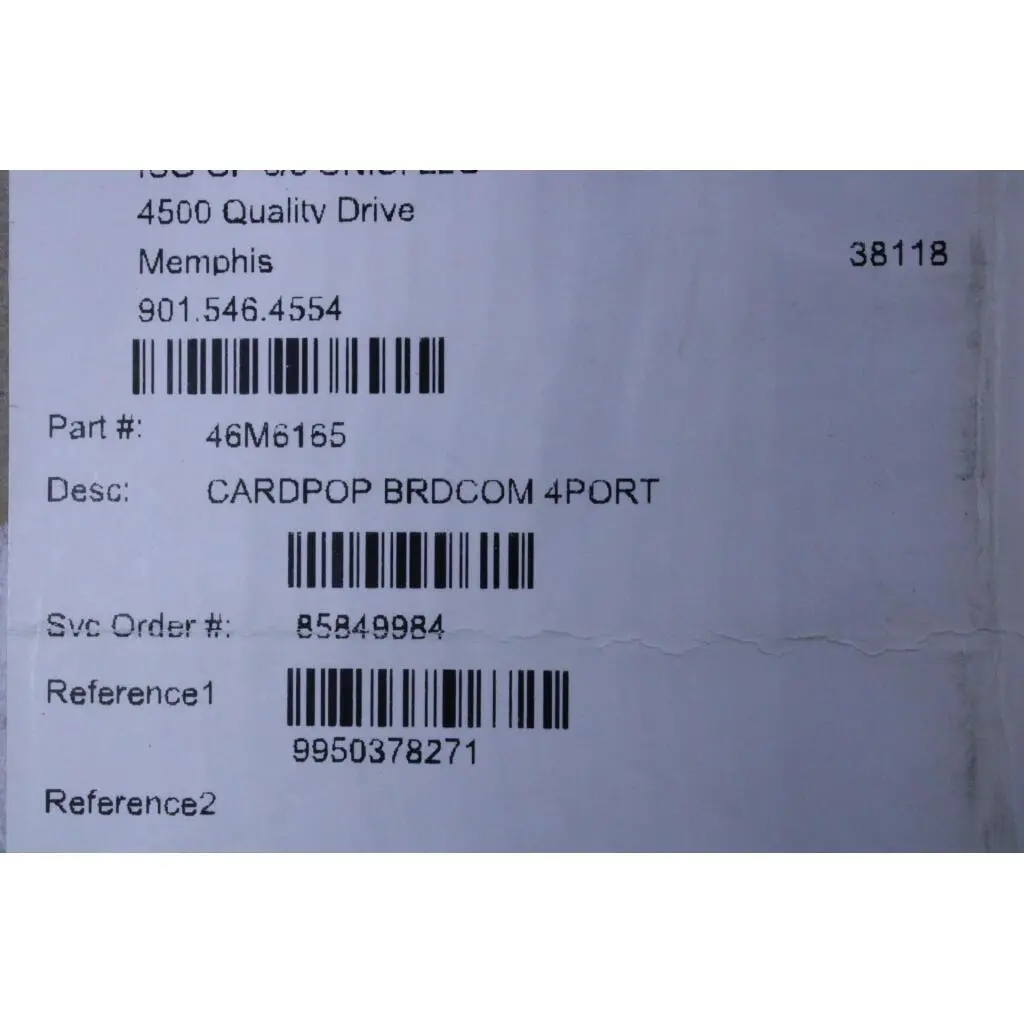 4500 Quality Drive
Memphis 38118
901.546.4554
Part #: 46M6165
Desc: CARDPOP BRDCOM 4PORT
Svc Order #: 85849984
Reference1
9950378271
Reference2